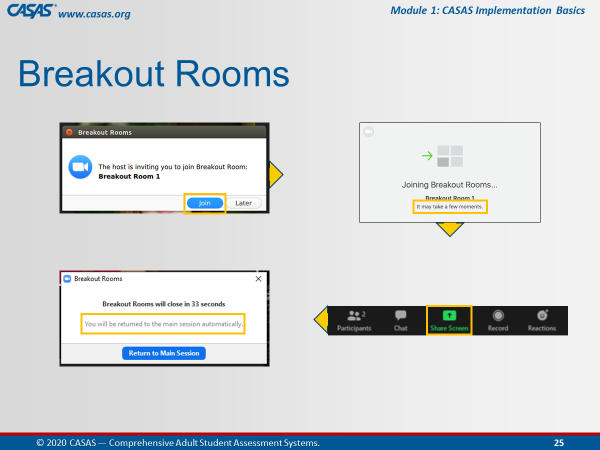 CASAS® www.casas.org
Module 1: CASAS Implementation Basics
Breakout Rooms
Breakout Rooms
The host is inviting you to join Breakout Room:
Breakout Room 1
Join Later
Joining Breakout Rooms...
Breakout Room 1
It may take a few moments.
2
Participants Chat Share Screen Record Reactions
Breakout Rooms
Breakout Rooms will close in 33 seconds
You will be returned to the main session automatically.
Return to Main Session
© 2020 CASAS — Comprehensive Adult Student Assessment Systems.
25